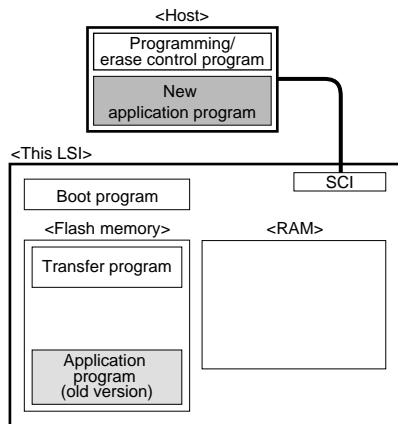 <Host>
Programming/
erase control program
New
application program
<This LSI>
SCI
Boot program
<Flash memory>
<RAM>
Transfer program
Application
program
(old version)